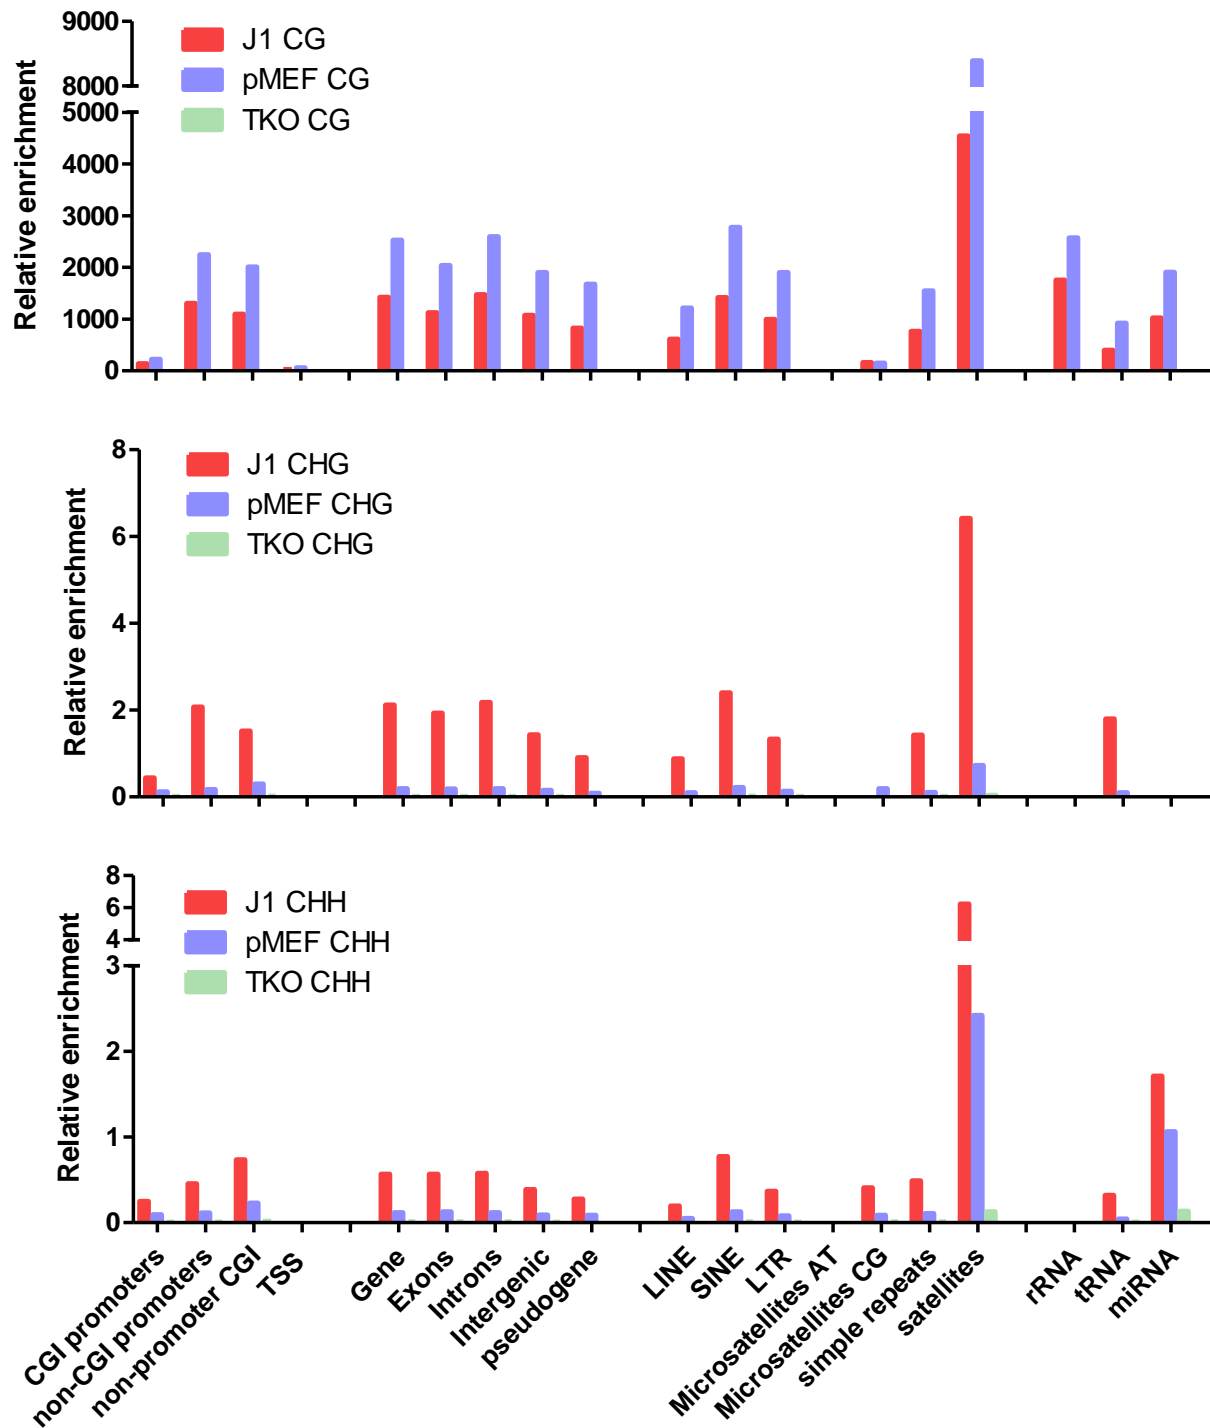 9000
8000
5000
4000
3000
2000
1000
0
Relative enrichment
J1 CG
pMEF CG
TKO CG
8
6
4
2
0
Relative enrichment
J1 CHG
pMEF CHG
TKO CHG
8
6
4
3
2
1
0
Relative enrichment
J1 CHH
pMEF CHH
TKO CHH
CGI promoters
non-CGI promoters
non-promoter CGI
TSS
Gene
Exons
Introns
Intergenic
pseudogene
LINE
SINE
LTR
Microsatellites AT
Microsatellites CG
simple repeats
satellites
rRNA
tRNA
miRNA